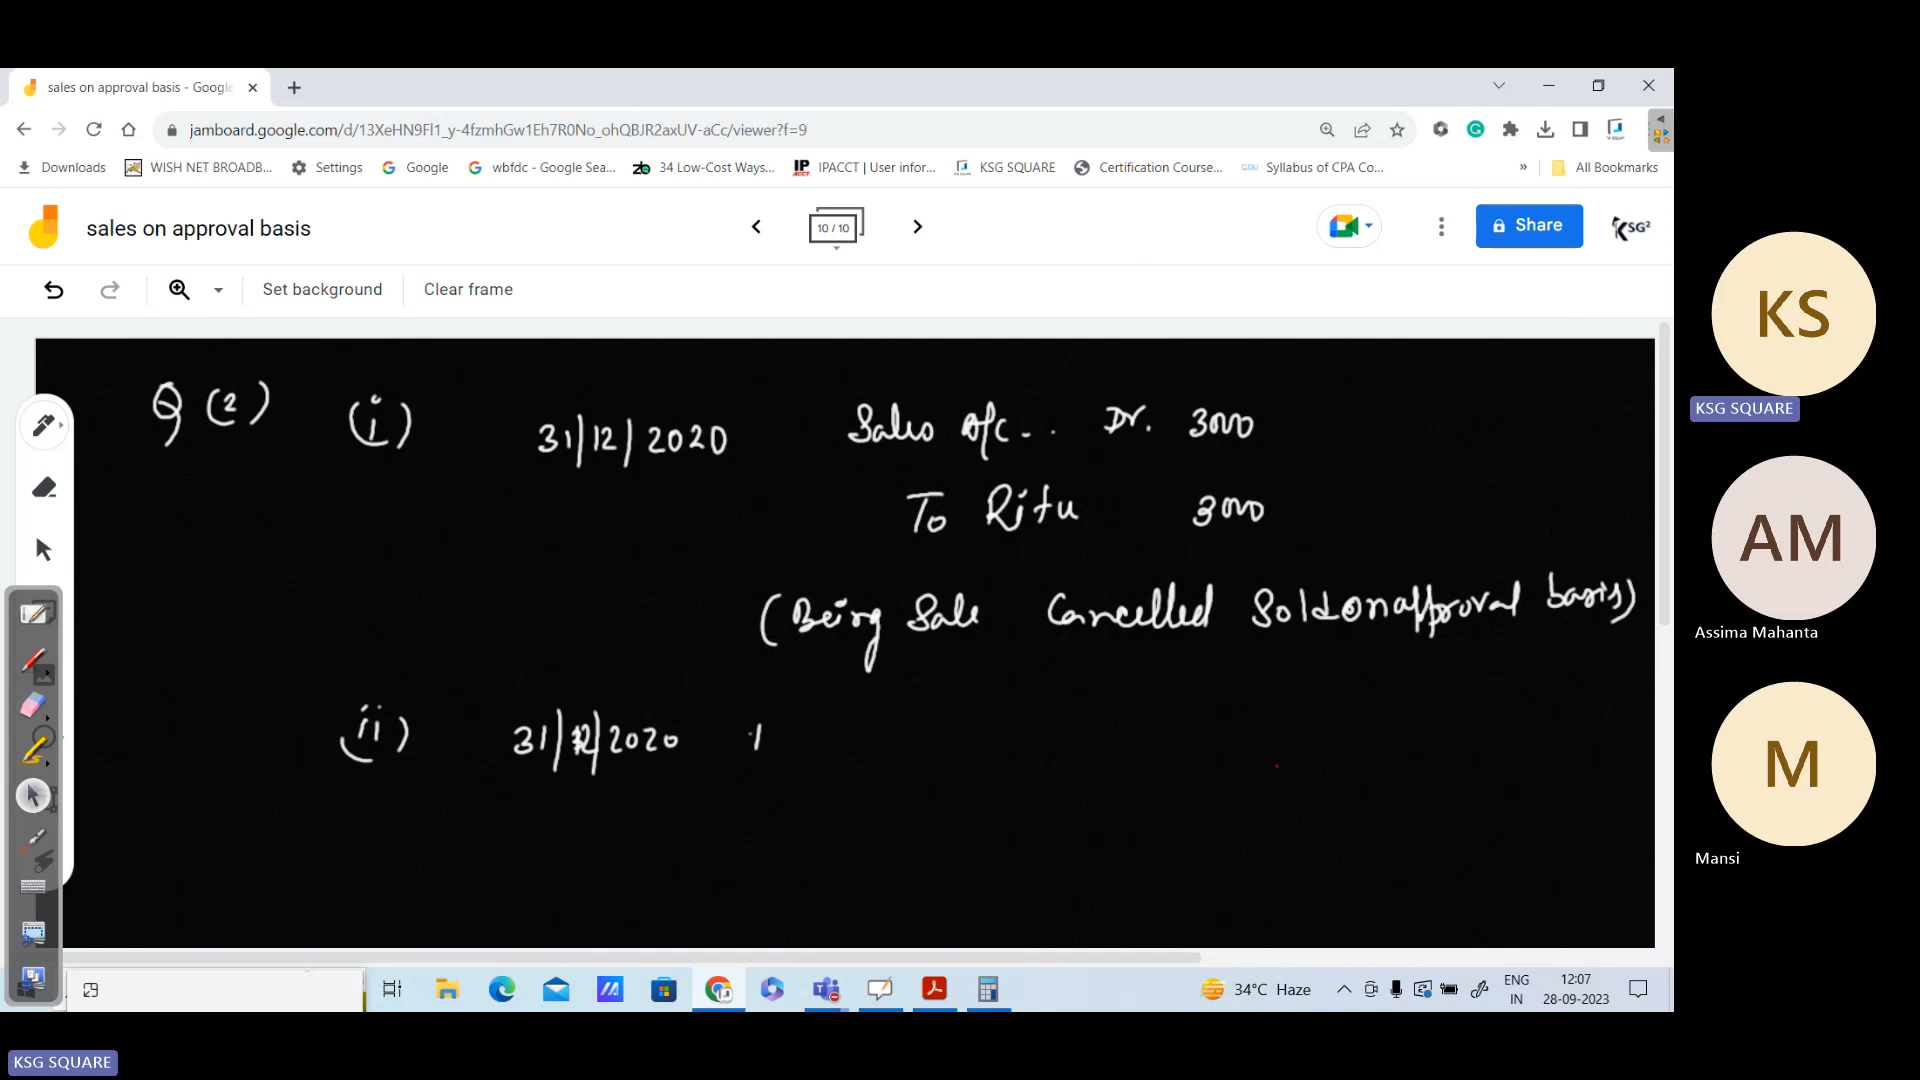 sales on approval basis - Google
jamboard.google.com/d/13XeHN9Fl1_y-4fzmhGw1Eh7R0No_ohQBJR2axUV-aCc/viewer?f=9
Downloads WISH NET BROADB... Settings Google wbfdc - Google Sea... 34 Low-Cost Ways... IPACCT | User infor... KSG SQUARE Certification Course... Syllabus of CPA Co... » All Bookmarks
sales on approval basis 10 / 10 Share KSG²
Set background Clear frame
Q (2) (i) 31/12/2020 Sales A/c - . Dr. 3000
To Ritu 3000
(Being Sale Cancelled Sold on approval basis)
(ii) 31/12/2020
34°C Haze ENG IN 12:07 28-09-2023
KS
KSG SQUARE
AM
Assima Mahanta
M
Mansi
KSG SQUARE